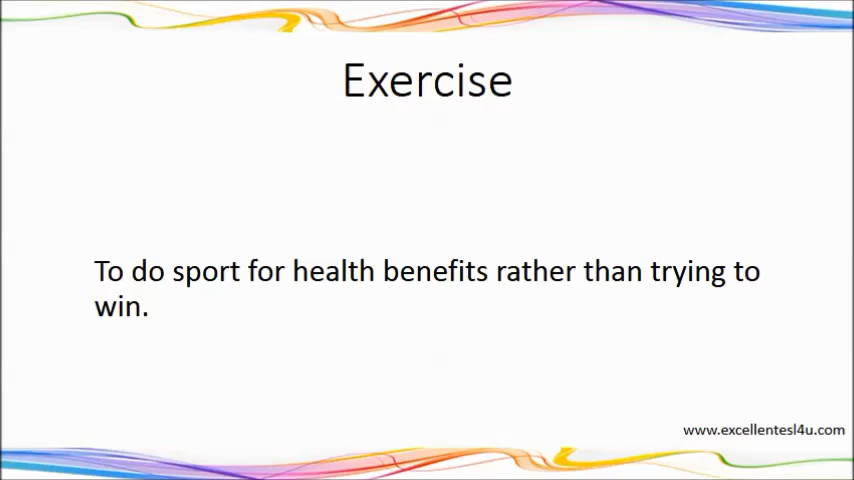 Exercise
To do sport for health benefits rather than trying to
win.
www.excellentesl4u.com